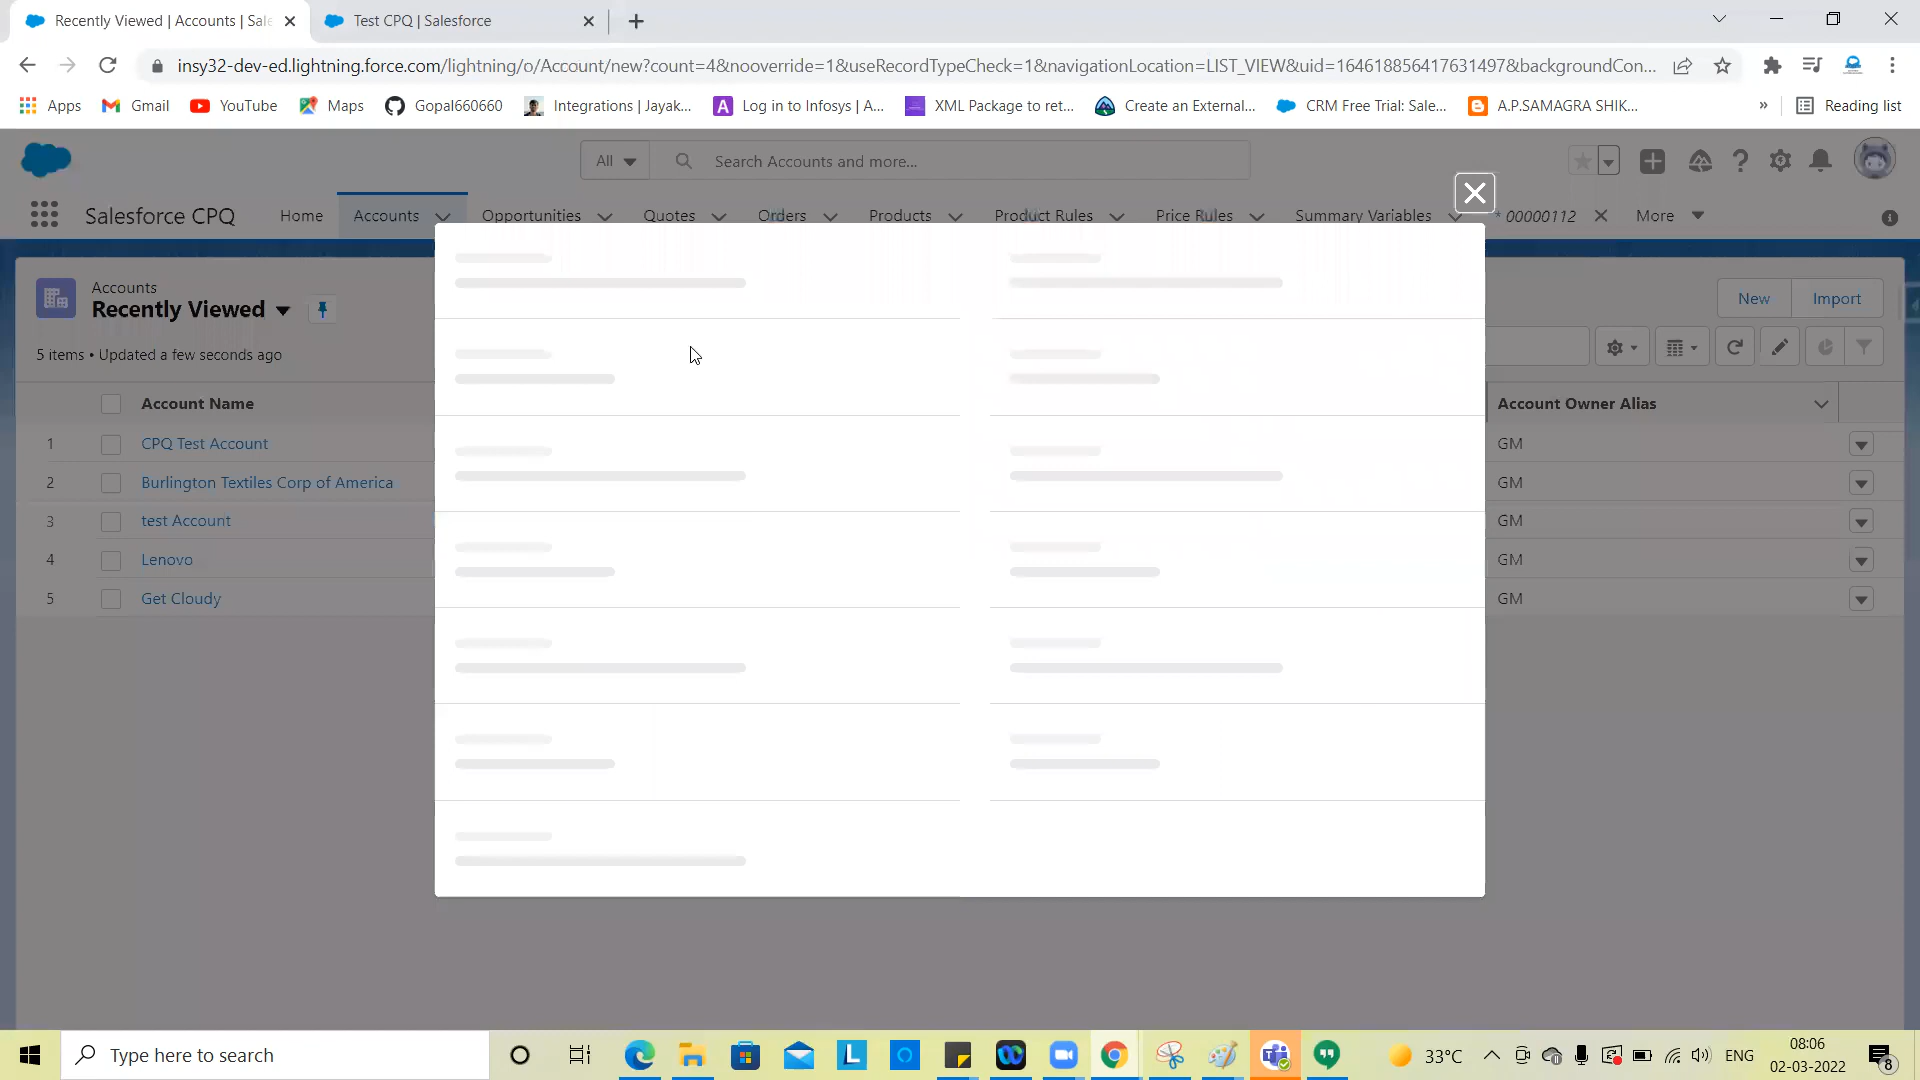 Recently Viewed | Accounts | Sale
Test CPQ | Salesforce
insy32-dev-ed.lightning.force.com/lightning/o/Account/new?count=4&nooverride=1&useRecordTypeCheck=1&navigationLocation=LIST_VIEW&uid=164618856417631497&backgroundCon...
Apps
Gmail
YouTube
Maps
Gopal660060
Integrations | Jayak...
Log in to Infosys | A...
XML Package to ret...
Create an External...
CRM Free Trial: Sale...
A.P.SAMAGRA SHIK...
»
Reading list
All
Search Accounts and more...
Salesforce CPQ
Home
Accounts
Opportunities
Quotes
Orders
Products
Product Rules
Price Rules
Summary Variables
* 00000112
More
Accounts
Recently Viewed
New
Import
5 items • Updated a few seconds ago
Account Name
Account Owner Alias
1 CPQ Test Account GM
2 Burlington Textiles Corp of America GM
3 test Account GM
4 Lenovo GM
5 Get Cloudy GM
Type here to search
33°C
ENG
08:06
02-03-2022
8